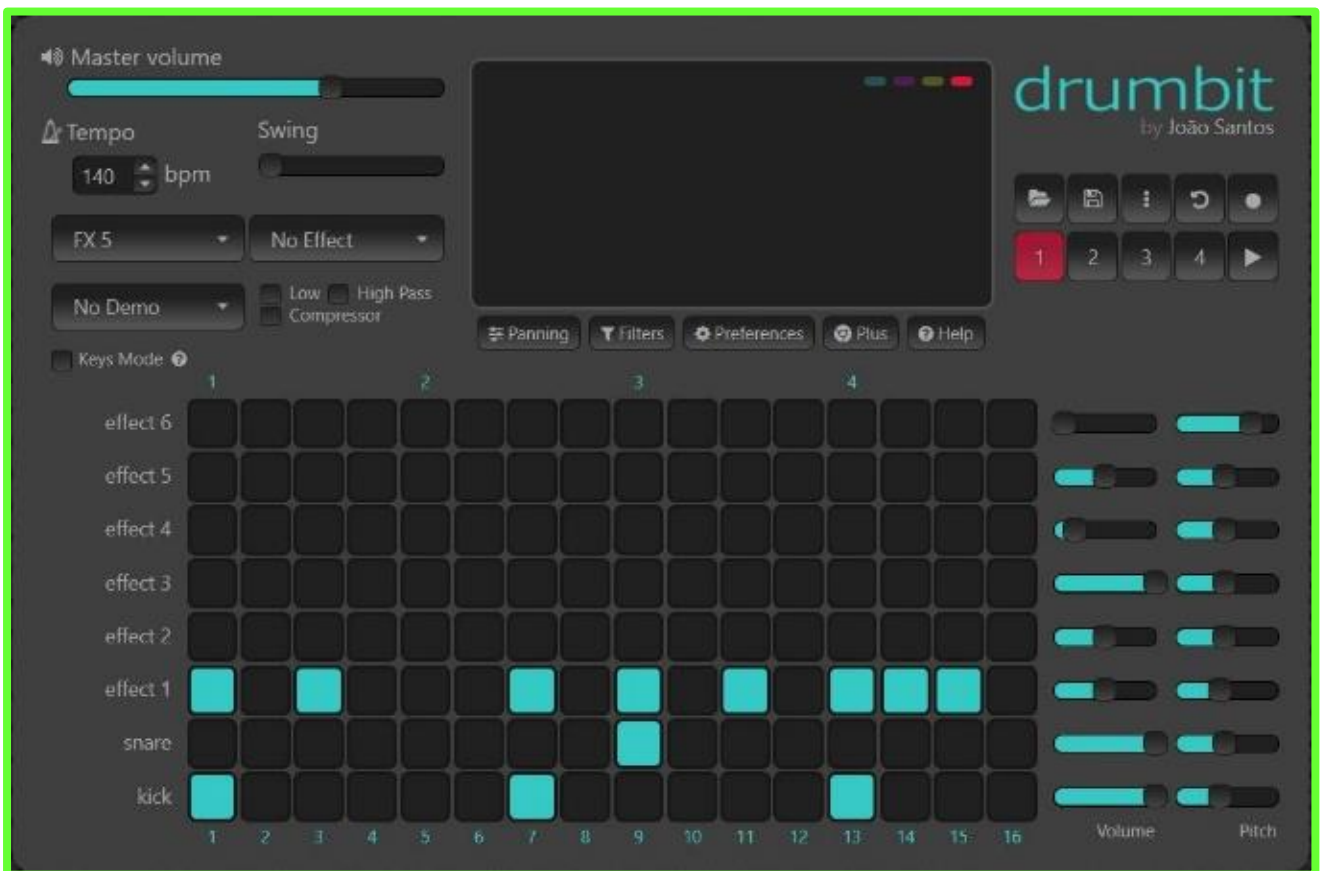 Master volume
drumbit
by João Santos
Tempo
Swing
140 bpm
FX 5
No Effect
1 2 3 4
No Demo
Low High Pass
Compressor
Panning Filters Preferences Plus Help
Keys Mode
1 2 3 4
effect 6
effect 5
effect 4
effect 3
effect 2
effect 1
snare
kick
1 2 3 4 5 6 7 8 9 10 11 12 13 14 15 16
Volume Pitch